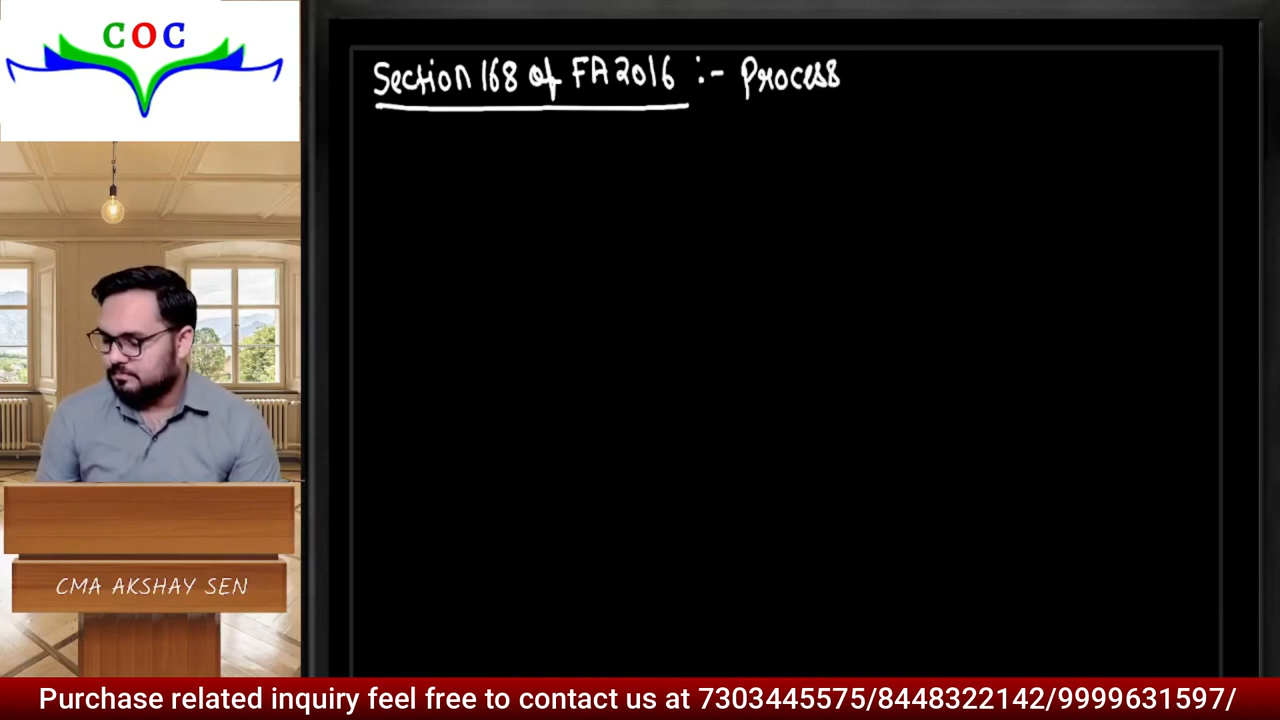 COC
Section 168 of FA 2016 :- Process
CMA AKSHAY SEN
Purchase related inquiry feel free to contact us at 7303445575/8448322142/9999631597/